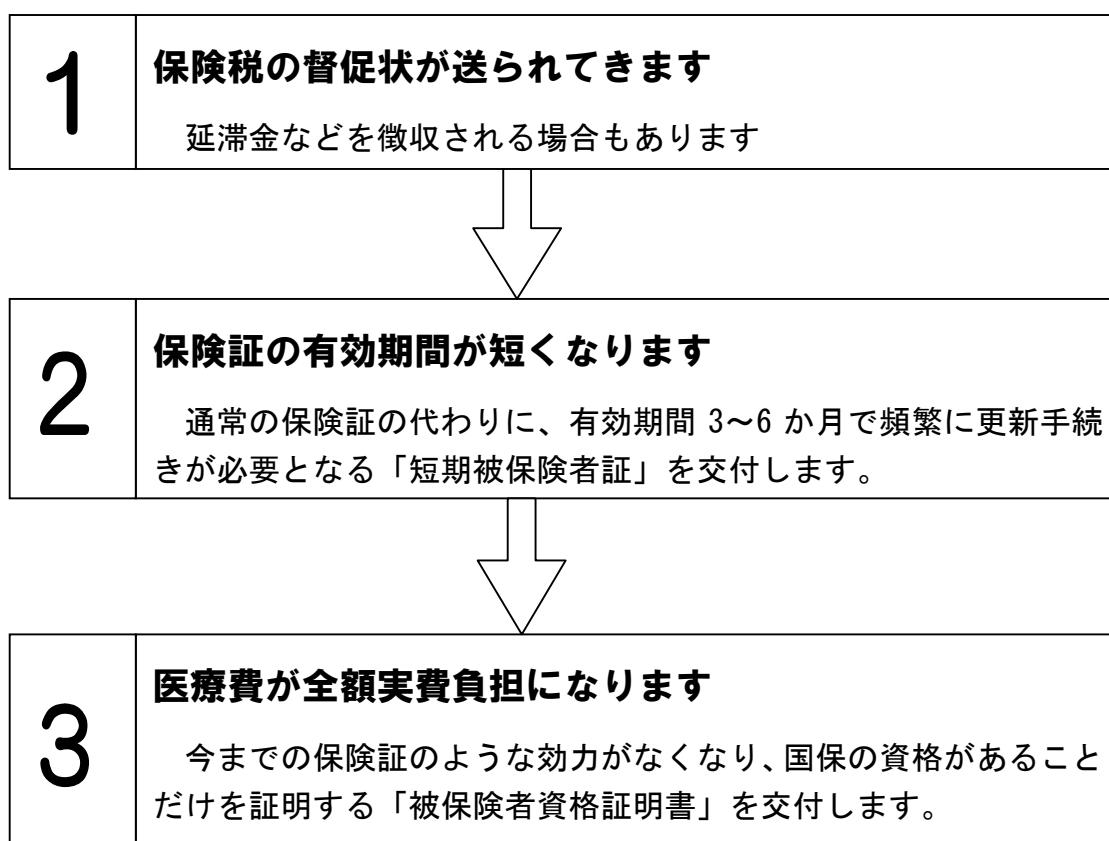 1
保険税の督促状が送られてきます
延滞金などを徴収される場合もあります
2
保険証の有効期間が短くなります
通常の保険証の代わりに、有効期間 3～6 か月で頻繁に更新手続
きが必要となる「短期被保険者証」を交付します。
3
医療費が全額実費負担になります
今までの保険証のような効力がなくなり、国保の資格があること
だけを証明する「被保険者資格証明書」を交付します。